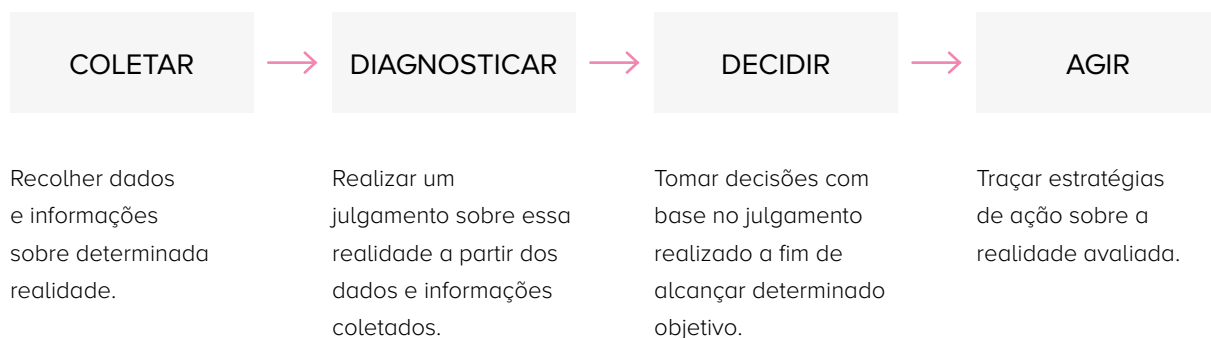 COLETAR
DIAGNOSTICAR
DECIDIR
AGIR
Recolher dados
e informações
sobre determinada
realidade.
Realizar um
julgamento sobre essa
realidade a partir dos
dados e informações
coletados.
Tomar decisões com
base no julgamento
realizado a fim de
alcançar determinado
objetivo.
Traçar estratégias
de ação sobre a
realidade avaliada.